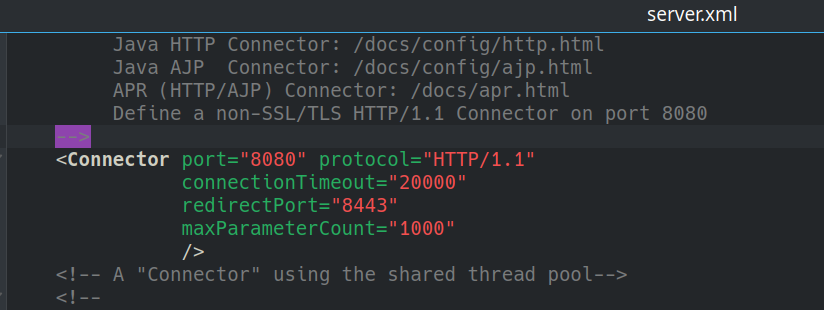 server.xml
Java HTTP Connector: /docs/config/http.html
Java AJP  Connector: /docs/config/ajp.html
APR (HTTP/AJP) Connector: /docs/apr.html
Define a non-SSL/TLS HTTP/1.1 Connector on port 8080
-->
<Connector port="8080" protocol="HTTP/1.1"
connectionTimeout="20000"
redirectPort="8443"
maxParameterCount="1000"
/>
<!-- A "Connector" using the shared thread pool-->
<!--